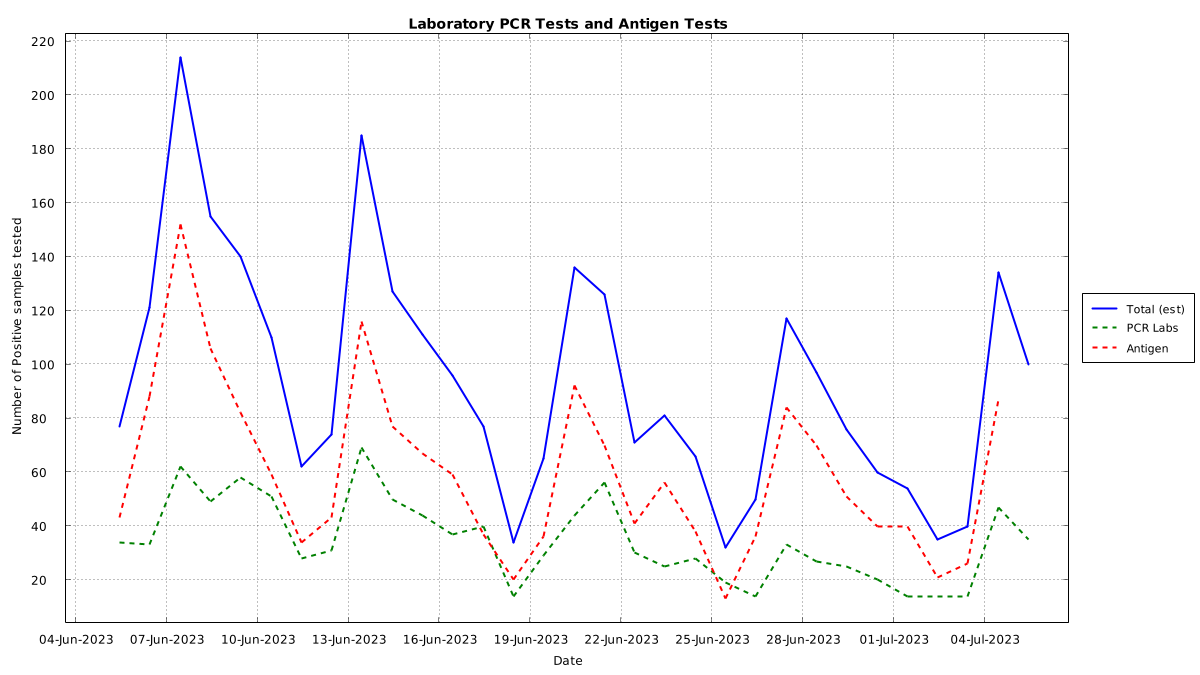 Laboratory PCR Tests and Antigen Tests
220
200
180
160
140
120
100
80
60
40
20
Number of Positive samples tested
04-Jun-2023 07-Jun-2023 10-Jun-2023 13-Jun-2023 16-Jun-2023 19-Jun-2023 22-Jun-2023 25-Jun-2023 28-Jun-2023 01-Jul-2023 04-Jul-2023
Date
Total (est)
PCR Labs
Antigen